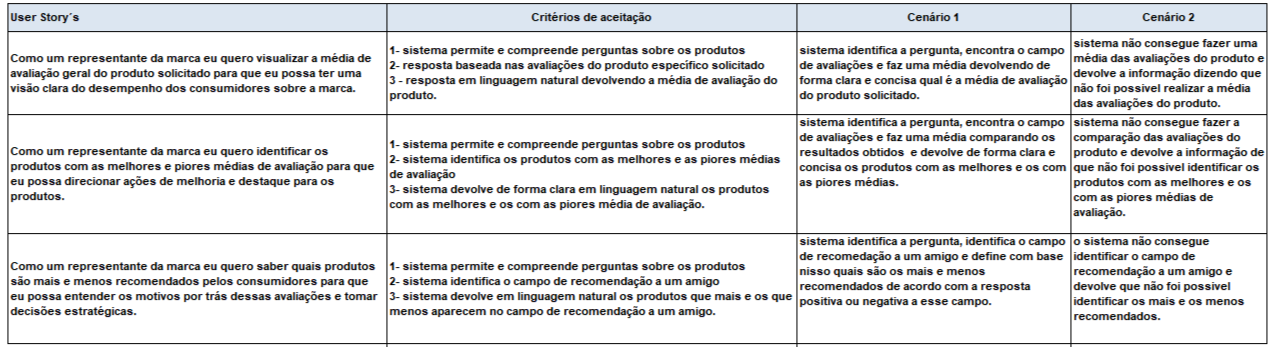 User Story´s
Critérios de aceitação
Cenário 1
Cenário 2
Como um representante da marca eu quero visualizar a média de
avaliação geral do produto solicitado para que eu possa ter uma
visão clara do desempenho dos consumidores sobre a marca.
1- sistema permite e compreende perguntas sobre os produtos
2- resposta baseada nas avaliações do produto específico solicitado
3 - resposta em linguagem natural devolvendo a média de avaliação do
produto.
sistema identifica a pergunta, encontra o campo
de avaliações e faz uma média devolvendo de
forma clara e concisa qual é a média de avaliação
do produto solicitado.
sistema não consegue fazer uma
média das avaliações do produto e
devolve a informação dizendo que
não foi possivel realizar a média
das avaliações do produto.
Como um representante da marca eu quero identificar os
produtos com as melhores e piores médias de avaliação para que
eu possa direcionar ações de melhoria e destaque para os
produtos.
1- sistema permite e compreende perguntas sobre os produtos
2- sistema identifica os produtos com as melhores e as piores médias
de avaliação
3- sistema devolve de forma clara em linguagem natural os produtos
com as melhores e os com as piores média de avaliação.
sistema identifica a pergunta, encontra o campo
de avaliações e faz uma média comparando os
resultados obtidos e devolve de forma clara e
concisa os produtos com as melhores e os com
as piores médias.
sistema não consegue fazer a
comparação das avaliações do
produto e devolve a informação de
que não foi possivel identificar os
produtos com as melhores e os
com as piores médias de
avaliação.
Como um representante da marca eu quero saber quais produtos
são mais e menos recomendados pelos consumidores para que
eu possa entender os motivos por trás dessas avaliações e tomar
decisões estratégicas.
1- sistema permite e compreende perguntas sobre os produtos
2- sistema identifica o campo de recomendação a um amigo
3- sistema devolve em linguagem natural os produtos que mais e os que
menos aparecem no campo de recomendação a um amigo.
sistema identifica a pergunta, identifica o campo
de recomedação a um amigo e define com base
nisso quais são os mais e menos
recomendados de acordo com a resposta
positiva ou negativa a esse campo.
o sistema não consegue
identificar o campo de
recomendação a um amigo e
devolve que não foi possivel
identificar os mais e os menos
recomendados.